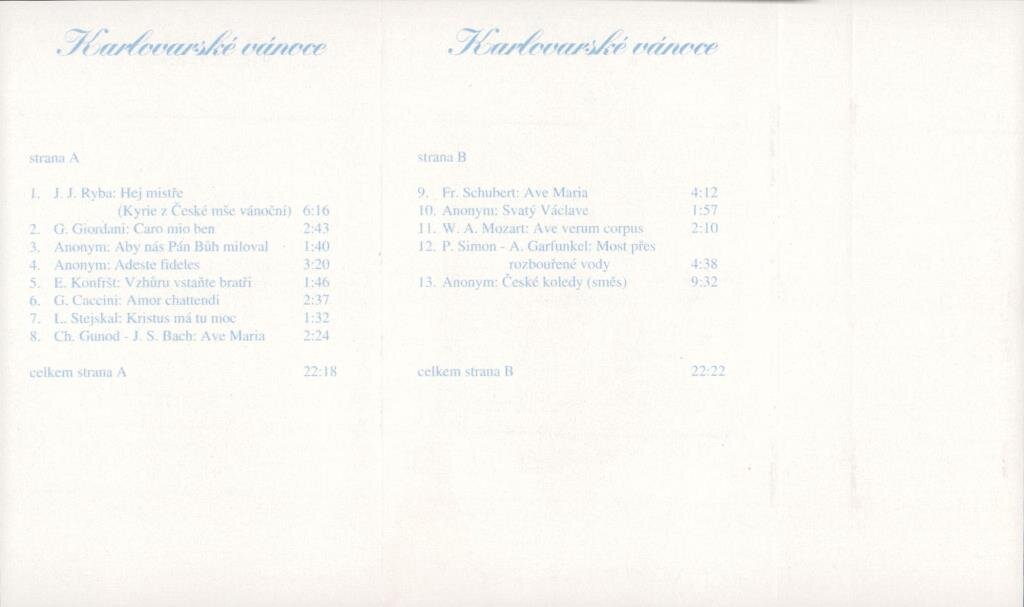 Karlovarské vánoce
strana A
1. J. J. Ryba: Hej mistře
(Kyrie z České mše vánoční) 6:16
2. G. Giordani: Caro mio ben 2:43
3. Anonym: Aby nás Pán Bůh miloval 1:40
4. Anonym: Adeste fideles 3:20
5. E. Konfršt: Vzhůru vstaňte bratři 1:46
6. G. Caccini: Amor chattendi 2:37
7. L. Stejskal: Kristus má tu moc 1:32
8. Ch. Gunod - J. S. Bach: Ave Maria 2:24
celkem strana A 22:18
Karlovarské vánoce
strana B
9. Fr. Schubert: Ave Maria 4:12
10. Anonym: Svatý Václave 1:57
11. W. A. Mozart: Ave verum corpus 2:10
12. P. Simon - A. Garfunkel: Most přes
rozbouřené vody 4:38
13. Anonym: České koledy (směs) 9:32
celkem strana B 22:22